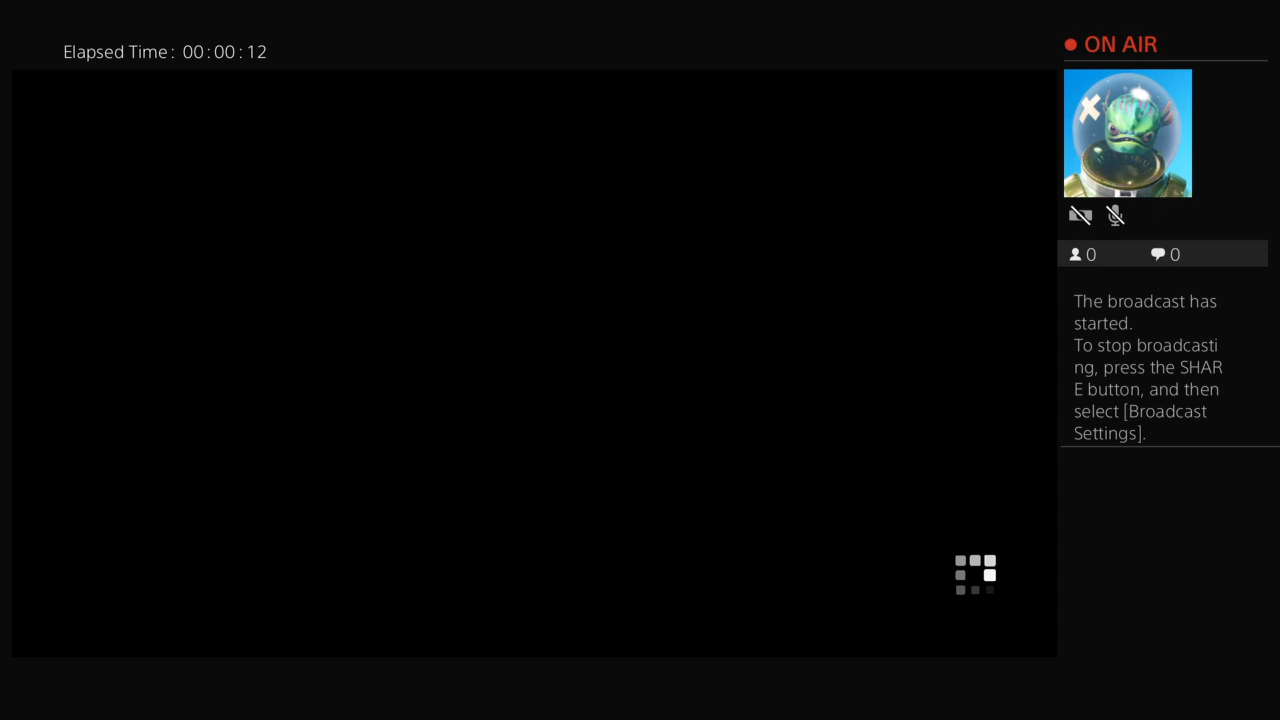 Elapsed Time: 00:00:12
ON AIR
0 0
The broadcast has
started.
To stop broadcasti
ng, press the SHAR
E button, and then
select [Broadcast
Settings].